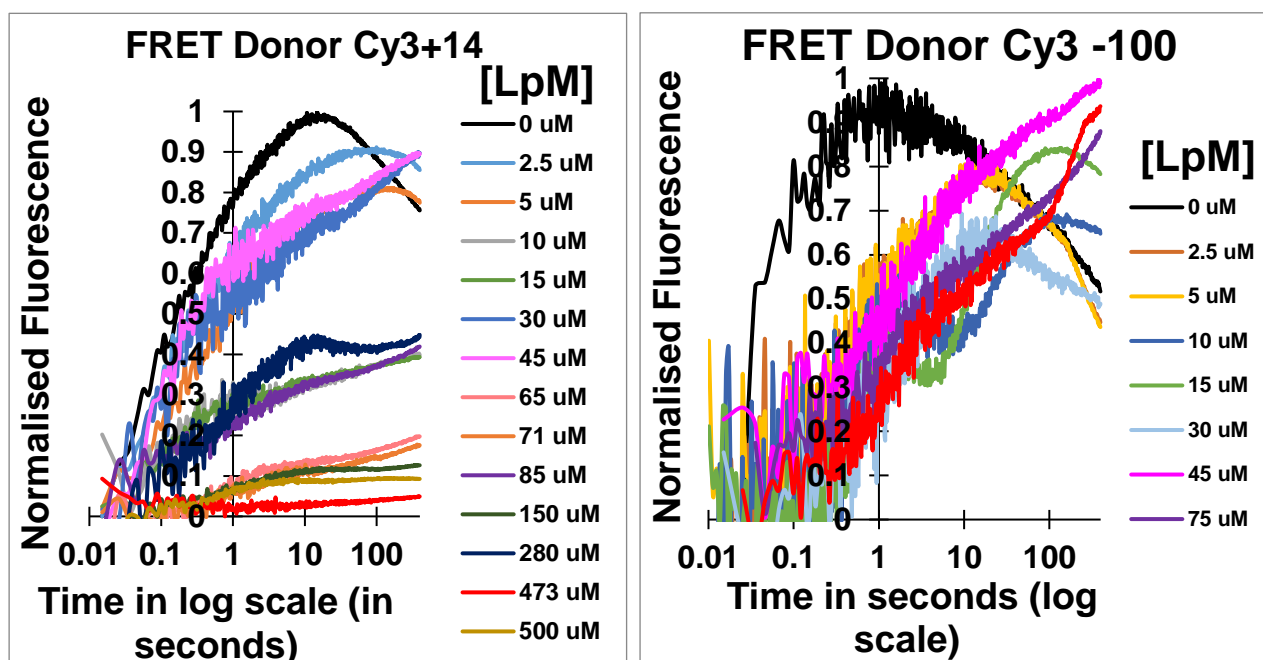 FRET Donor Cy3+14
[LpM]
Normalised Fluorescence
1
0.9
0.8
0.7
0.6
0.5
0.4
0.3
0.2
0.1
0
0.01 0.1 1 10 100
Time in log scale (in
seconds)
0 uM
2.5 uM
5 uM
10 uM
15 uM
30 uM
45 uM
65 uM
71 uM
85 uM
150 uM
280 uM
473 uM
500 uM
FRET Donor Cy3 -100
[LpM]
Normalised Fluorescence
1
0.9
0.8
0.7
0.6
0.5
0.4
0.3
0.2
0.1
0
0.01 0.1 1 10 100
Time in seconds (log
scale)
0 uM
2.5 uM
5 uM
10 uM
15 uM
30 uM
45 uM
75 uM